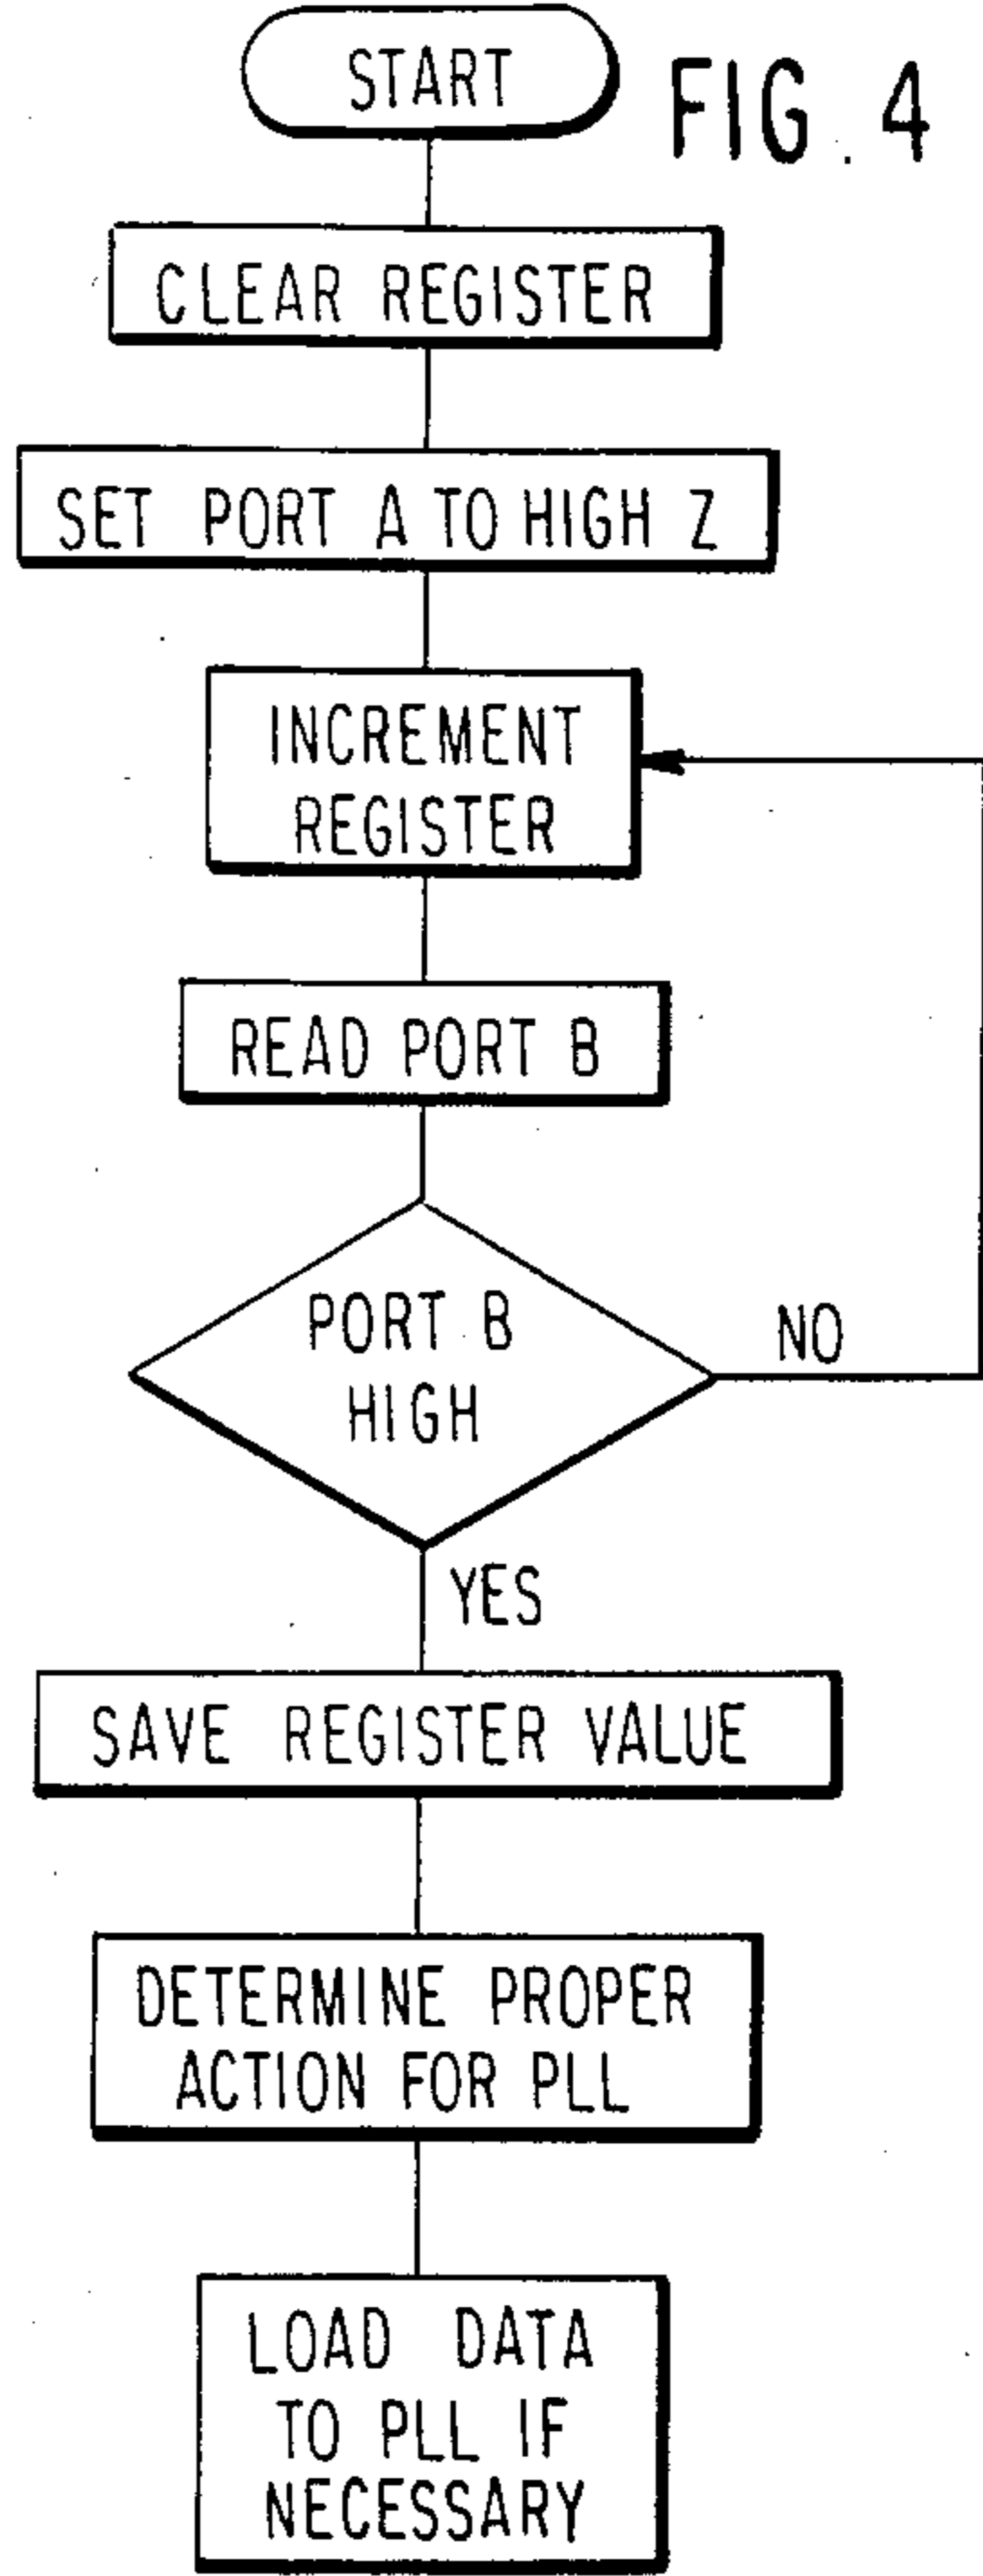 START
FIG. 4
CLEAR REGISTER
SET PORT A TO HIGH Z
INCREMENT
REGISTER
READ PORT B
PORT B
HIGH
NO
YES
SAVE REGISTER VALUE
DETERMINE PROPER
ACTION FOR PLL
LOAD DATA
TO PLL IF
NECESSARY